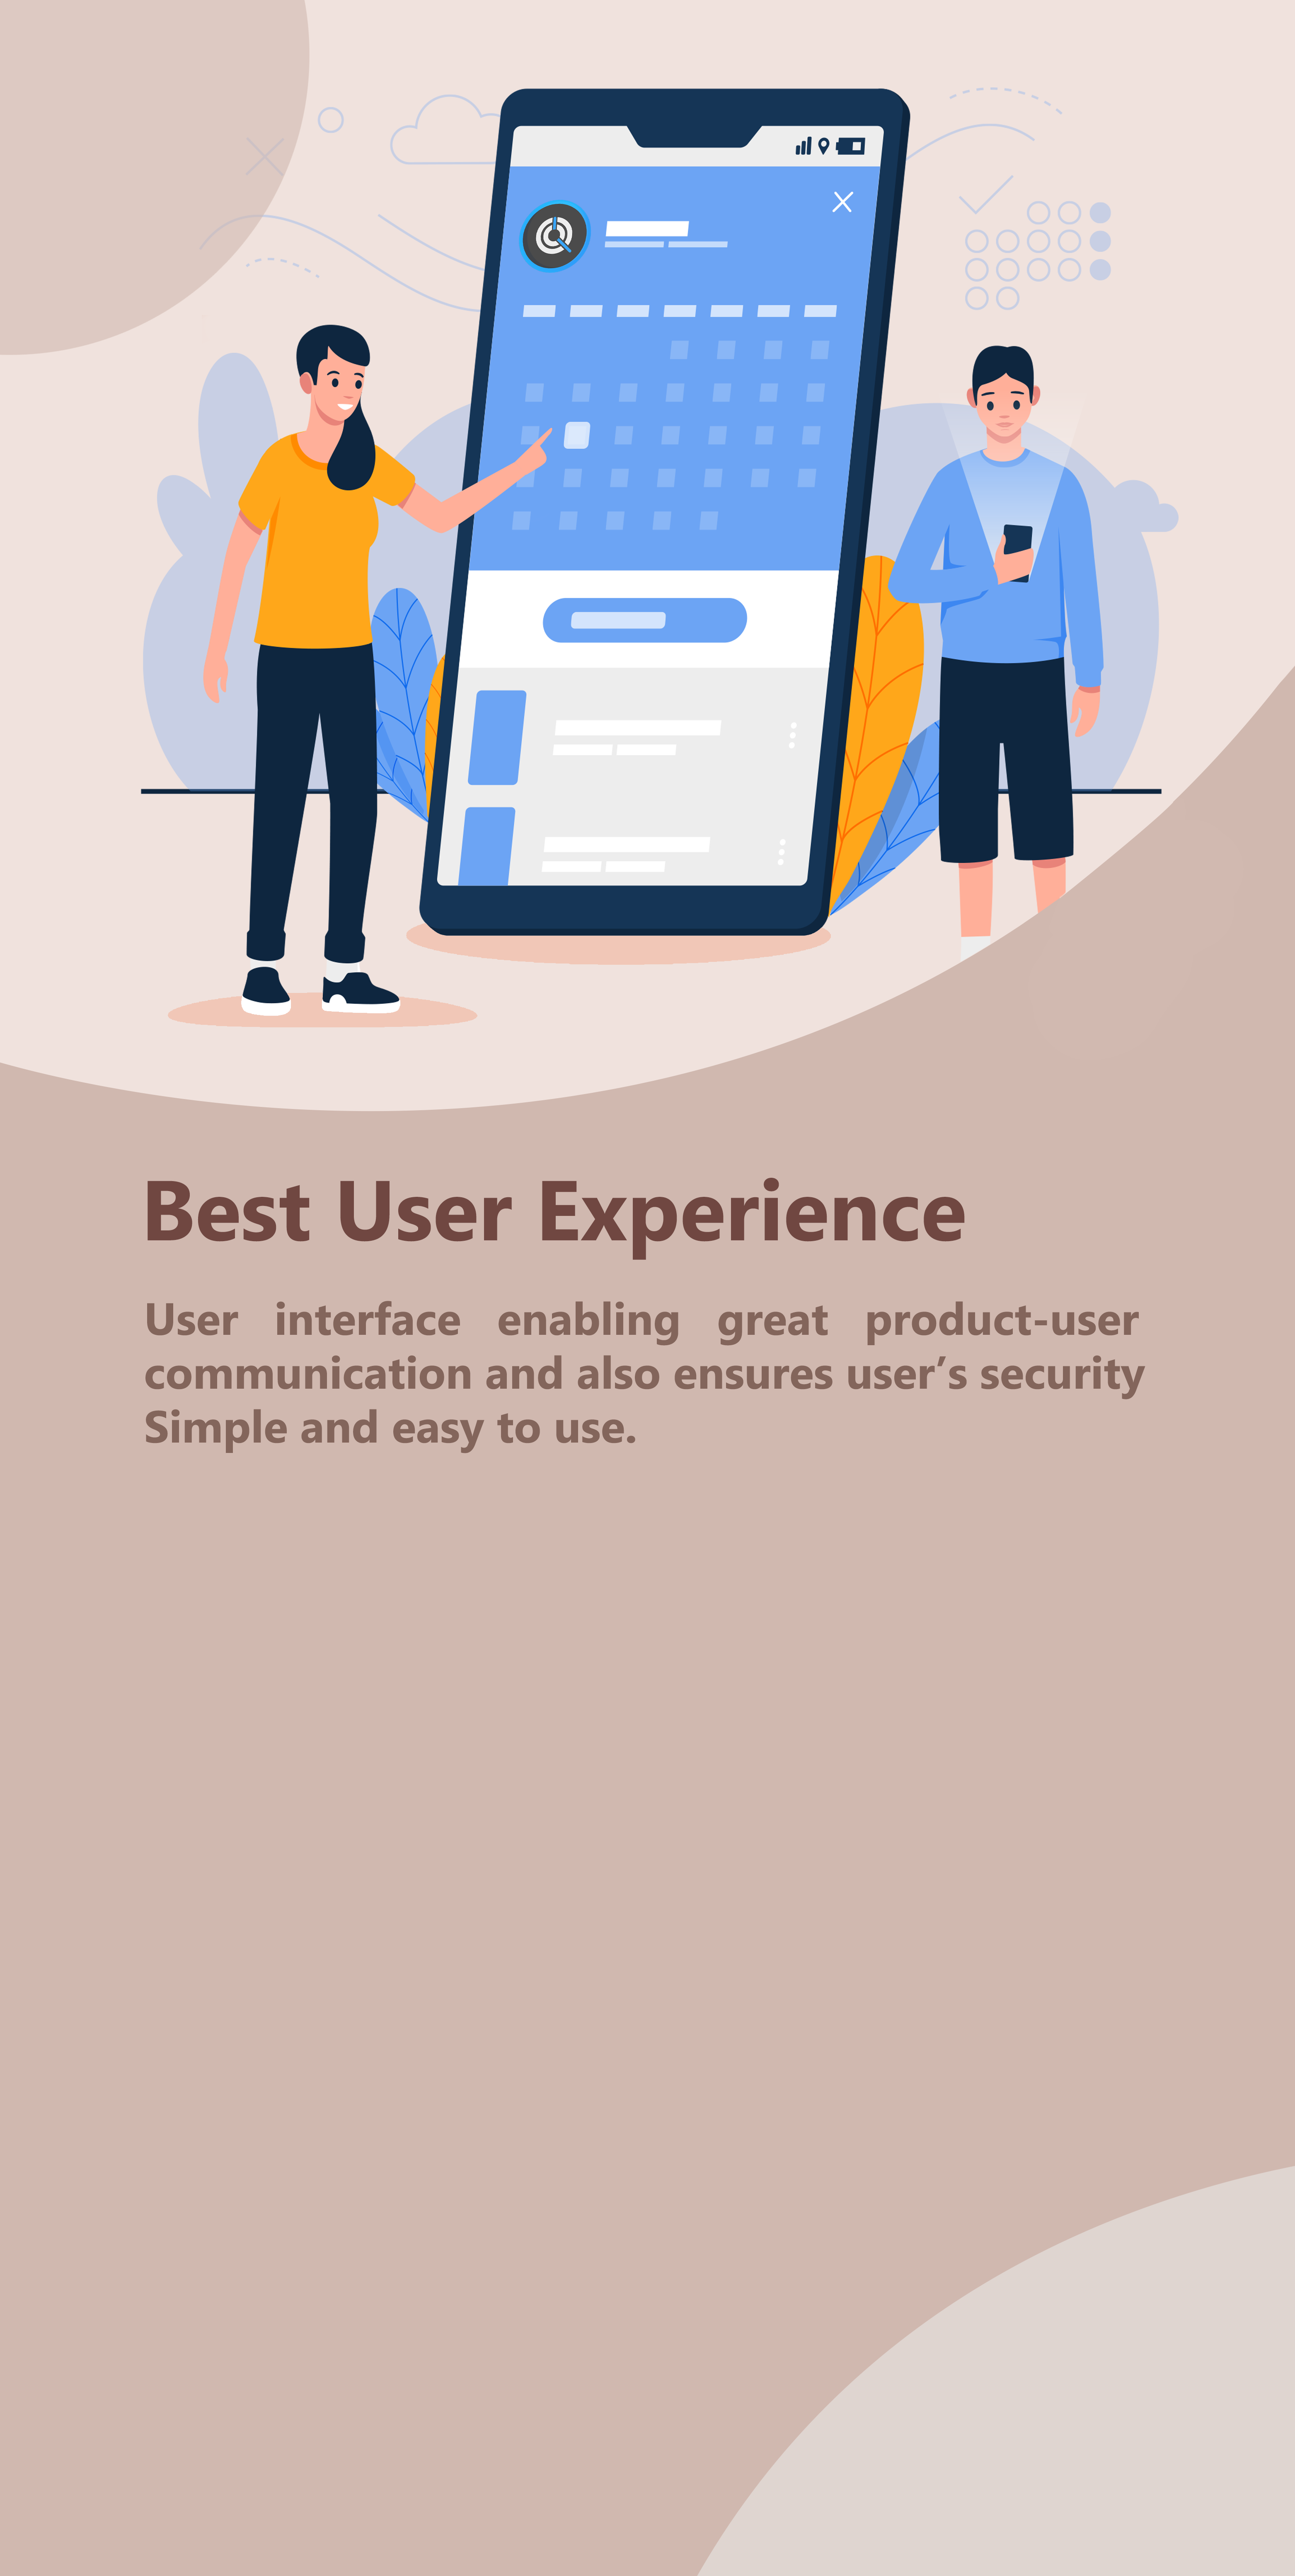 Best User Experience
User interface enabling great product-user
communication and also ensures user’s security
Simple and easy to use.